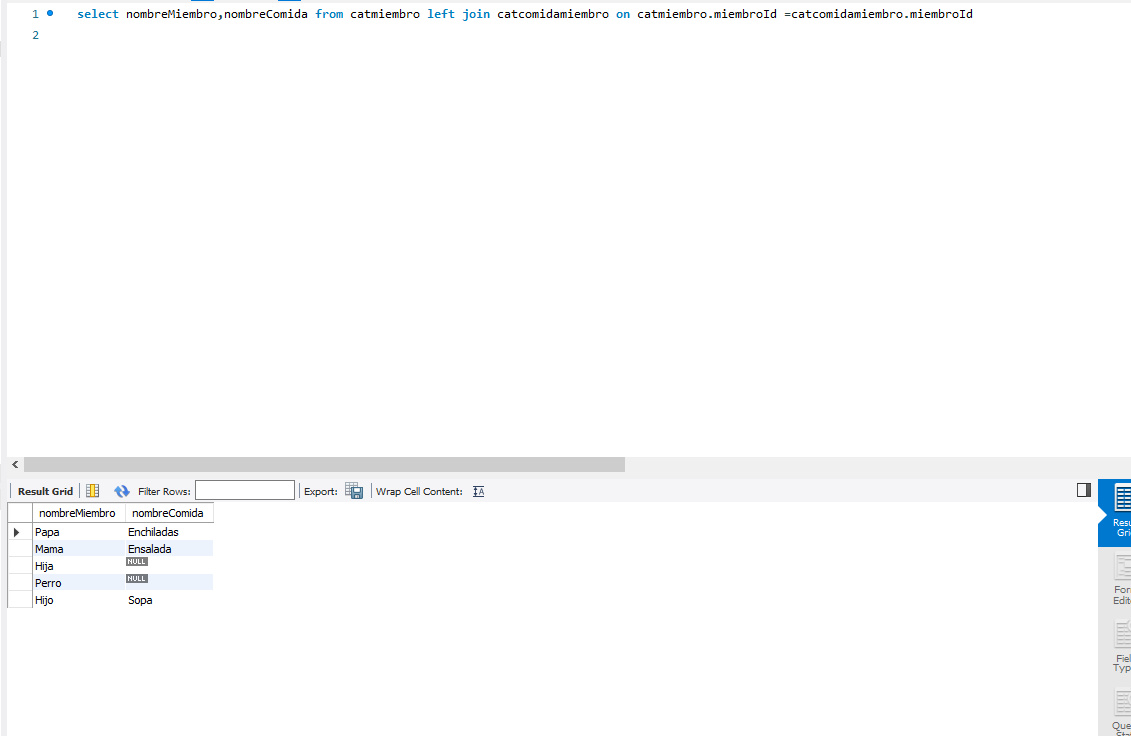 1 select nombreMiembro,nombreComida from catmiembro left join catcomidamiembro on catmiembro.miembroId =catcomidamiembro.miembroId
2
Result Grid Filter Rows: Export: Wrap Cell Content:
nombreMiembro nombreComida
Papa Enchiladas
Mama Ensalada
Hija NULL
Perro NULL
Hijo Sopa
Resu
Gri
For
Edit
Fiel
Typ
Que
Stat